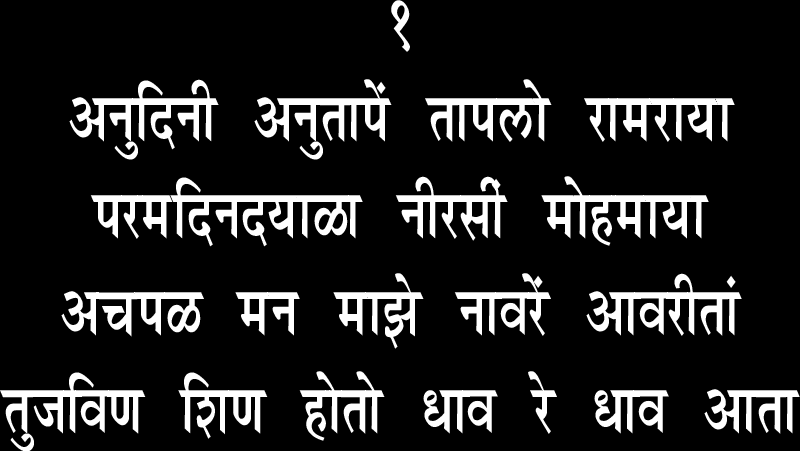 १
अनुदिनी अनुतापें तापलो रामराया
परमदिनदयाळा नीरसीं मोहमाया
अचपळ मन माझे नावरें आवरीतां
तुजविण शिण होतो धाव रे धाव आता